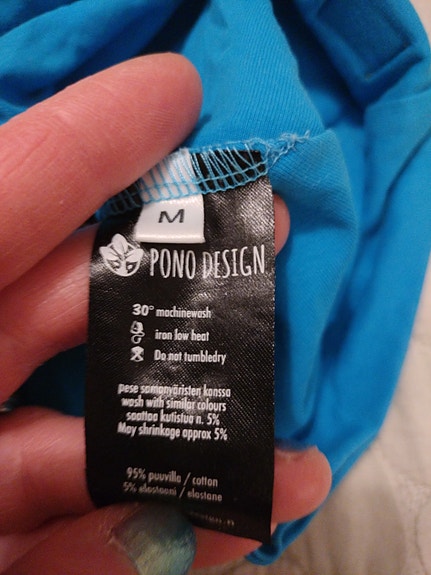 M
PONO DESIGN
30° machinewash
iron low heat
Do not tumbledry
pese samanväristen kanssa
wash with similar colours
saattaa kutistua n. 5%
May shrinkage approx 5%
95% puuvilla / cotton
5% elastaani / elastane